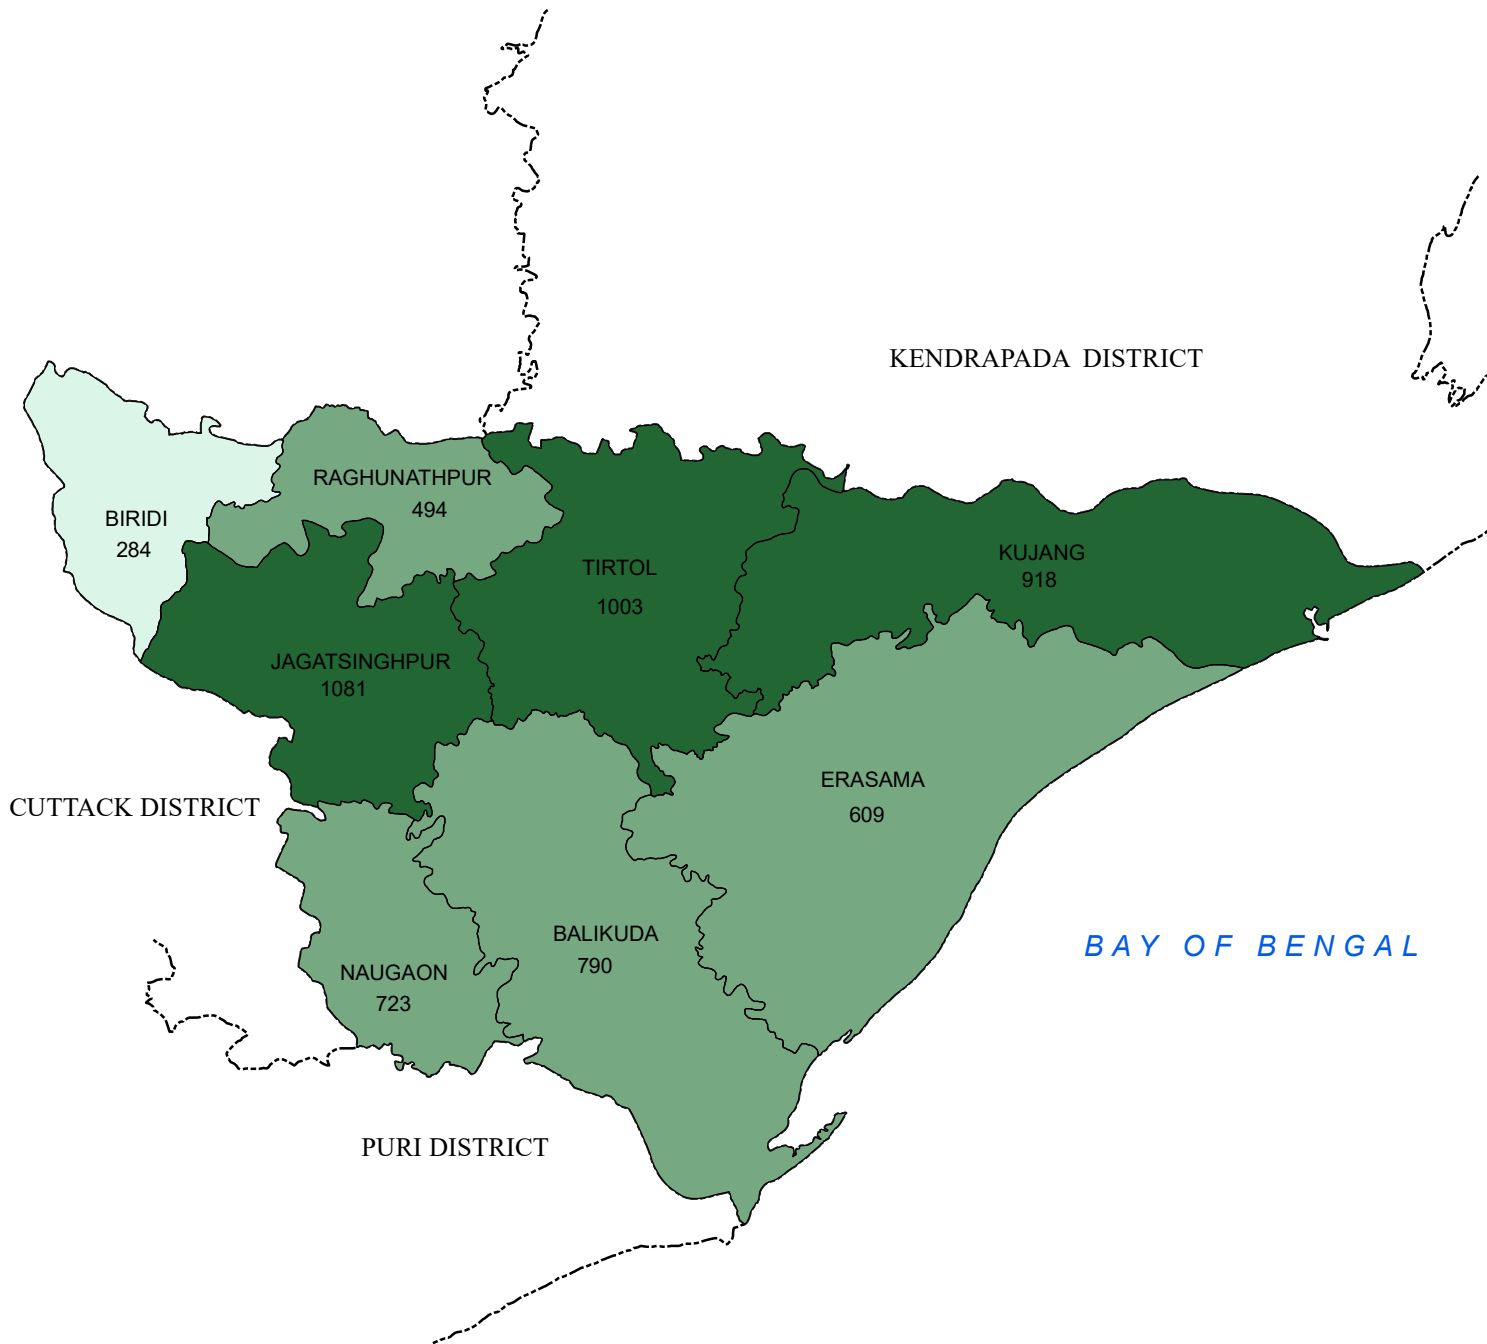 KENDRAPADA DISTRICT
RAGHUNATHPUR
494
BIRIDI
284
TIRTOL
1003
KUJANG
918
JAGATSINGHPUR
1081
ERASAMA
609
CUTTACK DISTRICT
BALIKUDA
790
BAY OF BENGAL
NAUGAON
723
PURI DISTRICT